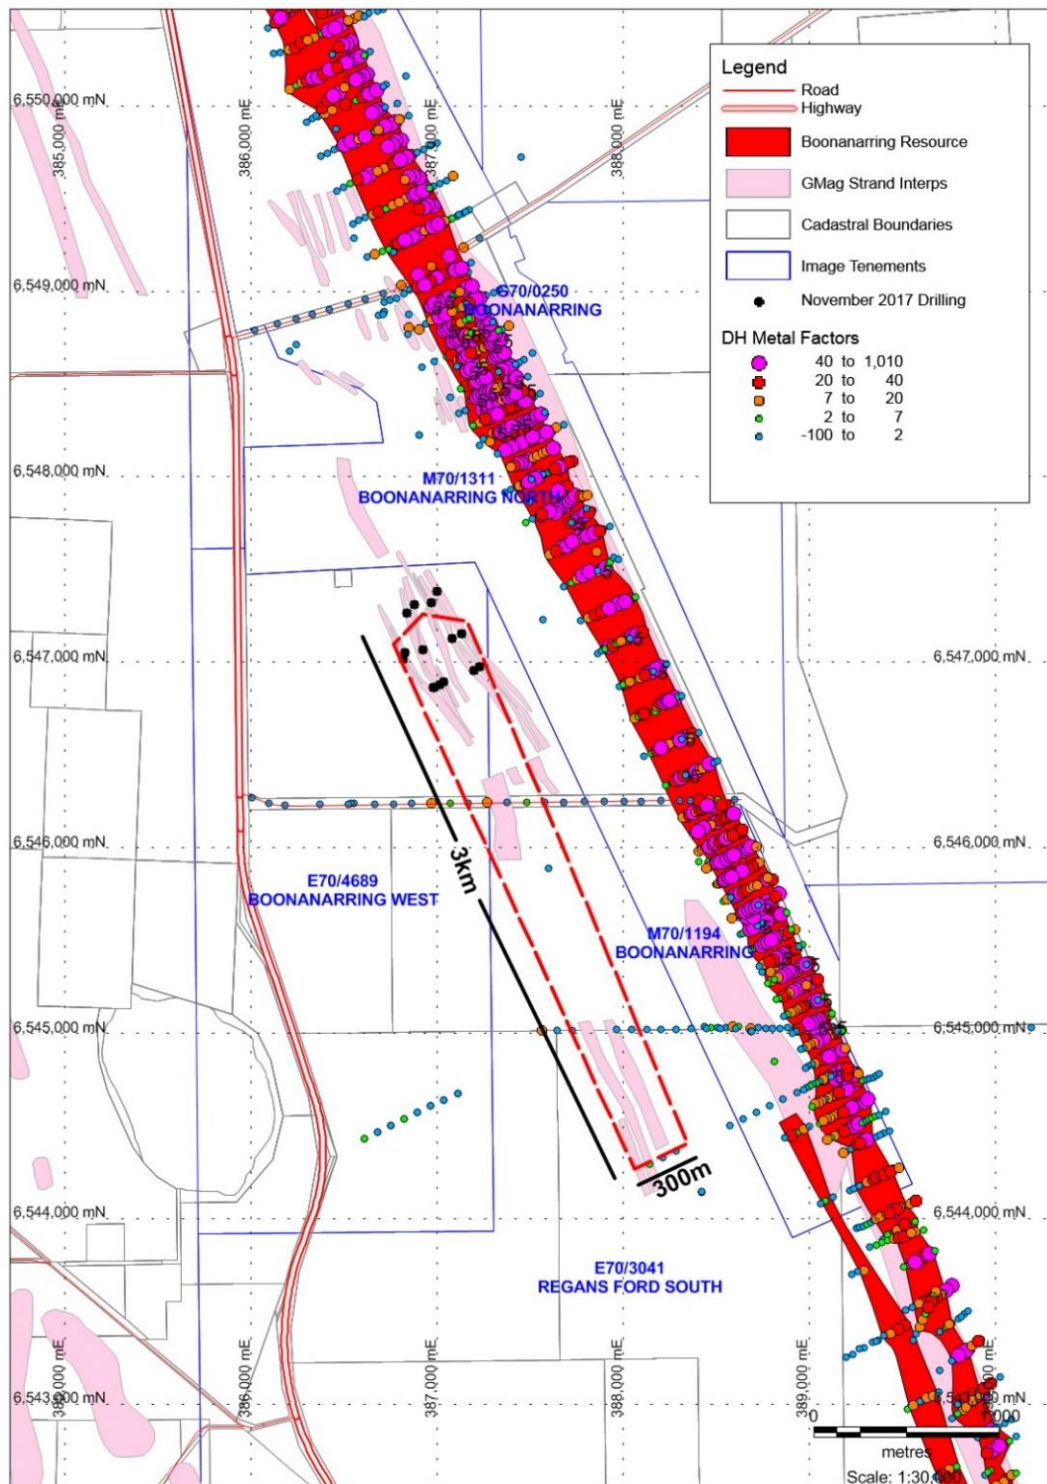 Legend
Road
Highway
Boonanarring Resource
GMag Strand Interps
Cadastral Boundaries
Image Tenements
November 2017 Drilling
DH Metal Factors
40 to 1,010
20 to 40
7 to 20
2 to 7
-100 to 2
6,550,000 mN
385,000 mE
386,000 mE
387,000 mE
388,000 mE
6,549,000 mN
G70/0250
BOONANARRING
6,548,000 mN
M70/1311
BOONANARRING NORTH
6,547,000 mN
6,547,000 mN
6,546,000 mN
6,546,000 mN
3km
E70/4689
BOONANARRING WEST
M70/1194
BOONANARRING
6,545,000 mN
6,545,000 mN
300m
6,544,000 mN
6,544,000 mN
E70/3041
REGANS FORD SOUTH
6,543,000 mN
385,000 mE
386,000 mE
387,000 mE
388,000 mE
389,000 mE
0
1,000
metres
Scale: 1:30,000